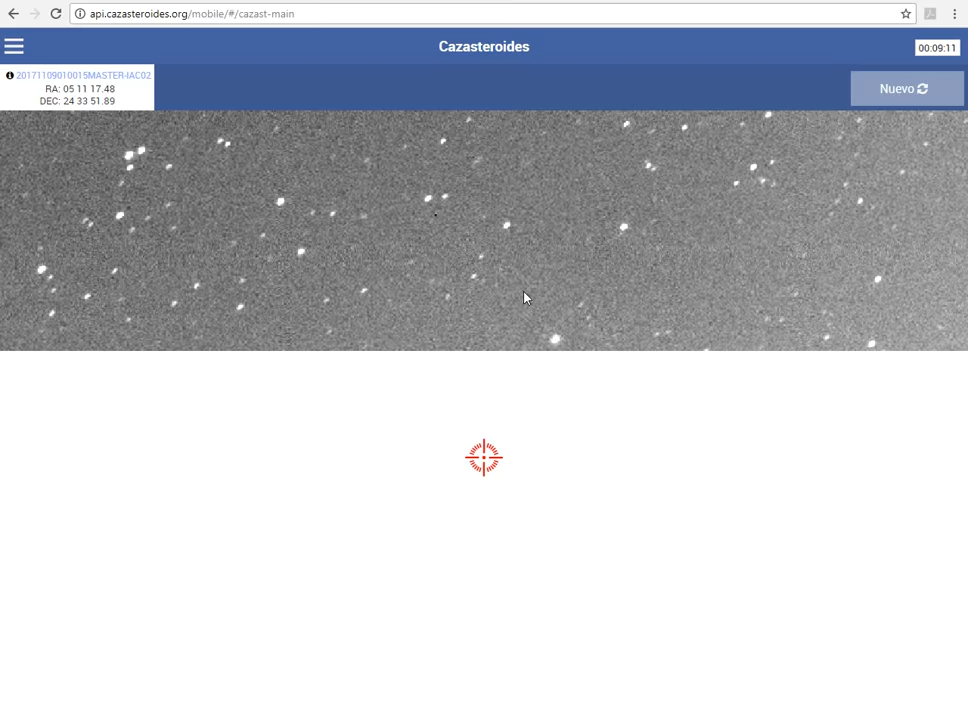 api.cazasteroides.org/mobile/#/cazast-main
Cazasteroides
00:09:11
20171109010015MASTER-IAC02
RA: 05 11 17.48
DEC: 24 33 51.89
Nuevo